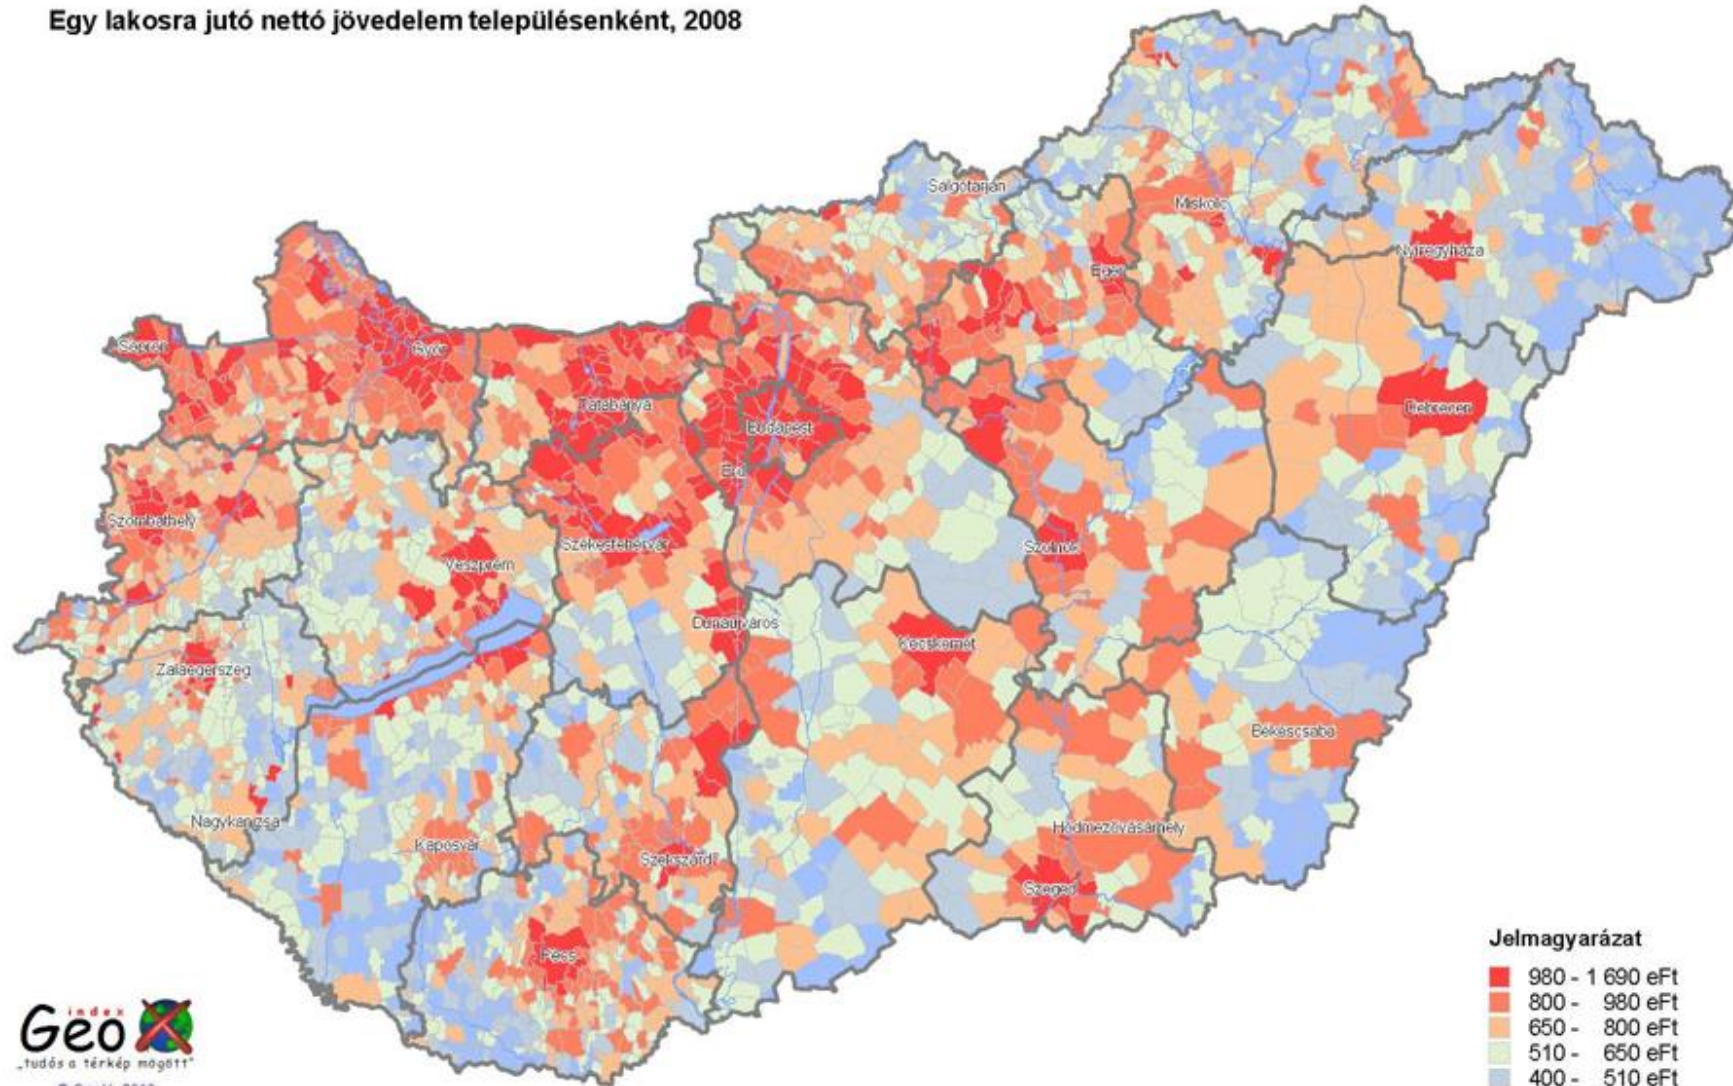 Egy lakosra jutó nettó jövedelem településenként, 2008
Salgótarján
Miskolc
Nyíregyháza
Eger
Sopron
Győr
Tatabánya
Budapest
Debrecen
Érd
Szombathely
Székesfehérvár
Szolnok
Veszprém
Dunaújváros
Kecskemét
Zalaegerszeg
Békéscsaba
Nagykanizsa
Kaposvár
Hódmezővásárhely
Szekszárd
Szeged
Pécs
Jelmagyarázat
980 - 1 690 eFt
800 - 980 eFt
650 - 800 eFt
510 - 650 eFt
400 - 510 eFt
index
GeoX
„tudós a térkép mögött"